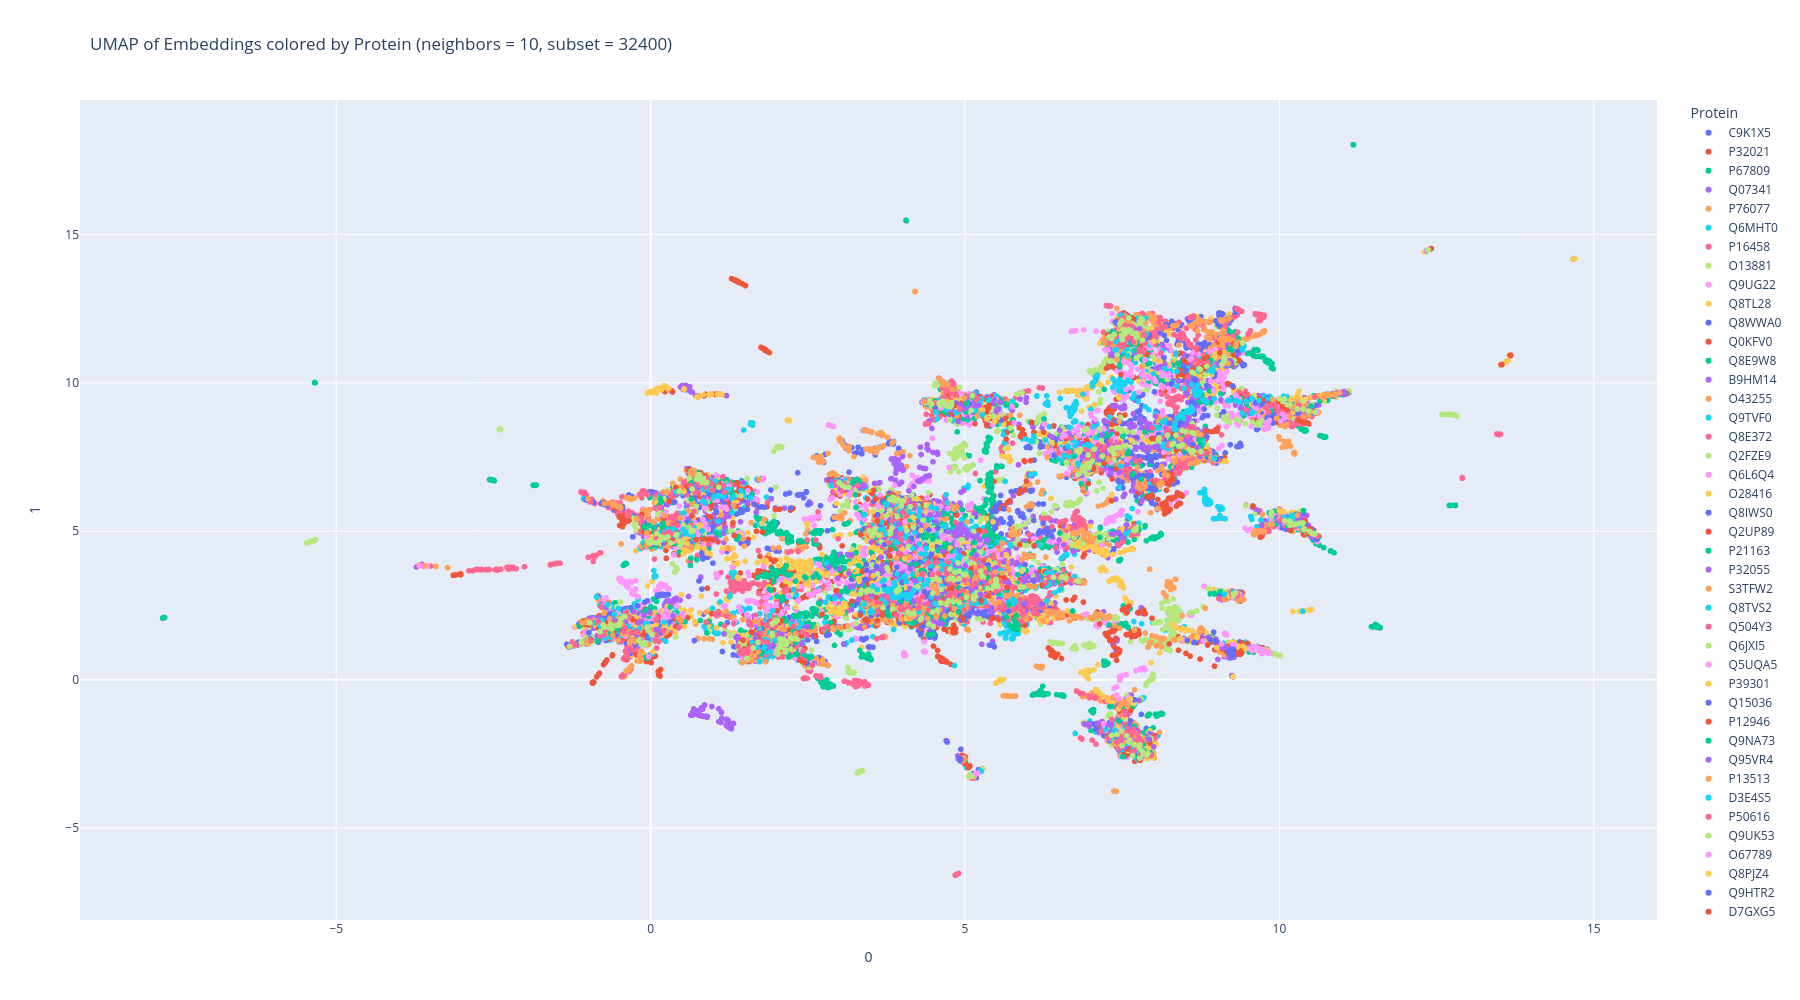 UMAP of Embeddings colored by Protein (neighbors = 10, subset = 32400)
Protein
C9K1X5
P32021
P67809
Q07341
P76077
Q6MHT0
P16458
O13881
Q9UG22
Q8TL28
Q8WWA0
Q0KFV0
Q8E9W8
B9HM14
O43255
Q9TVF0
Q8E372
Q2FZE9
Q6L6Q4
O28416
Q8IWS0
Q2UP89
P21163
P32055
S3TFW2
Q8TVS2
Q504Y3
Q6JXI5
Q5UQA5
P39301
Q15036
P12946
Q9NA73
Q95VR4
P13513
D3E4S5
P50616
Q9UK53
O67789
Q8PJZ4
Q9HTR2
D7GXG5
15
10
5
0
−5
1
−5
0
5
10
15
0